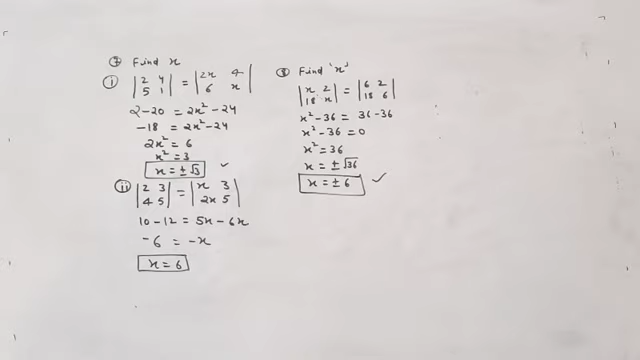 ⑦ Find x
ⓘ |2 4| = |2x 4|
|5 1| |6 x|
2-20 = 2x² - 24
-18 = 2x² - 24
2x² = 6
x² = 3
x = ±√3 ✓
ⓘⓘ |2 3| = |x 3|
|4 5| |2x 5|
10-12 = 5x - 6x
-6 = -x
x = 6
⑧ Find 'x'
|x 2| = |6 2|
|18 x| |18 6|
x² - 36 = 36 - 36
x² - 36 = 0
x² = 36
x = ±√36
x = ± 6 ✓